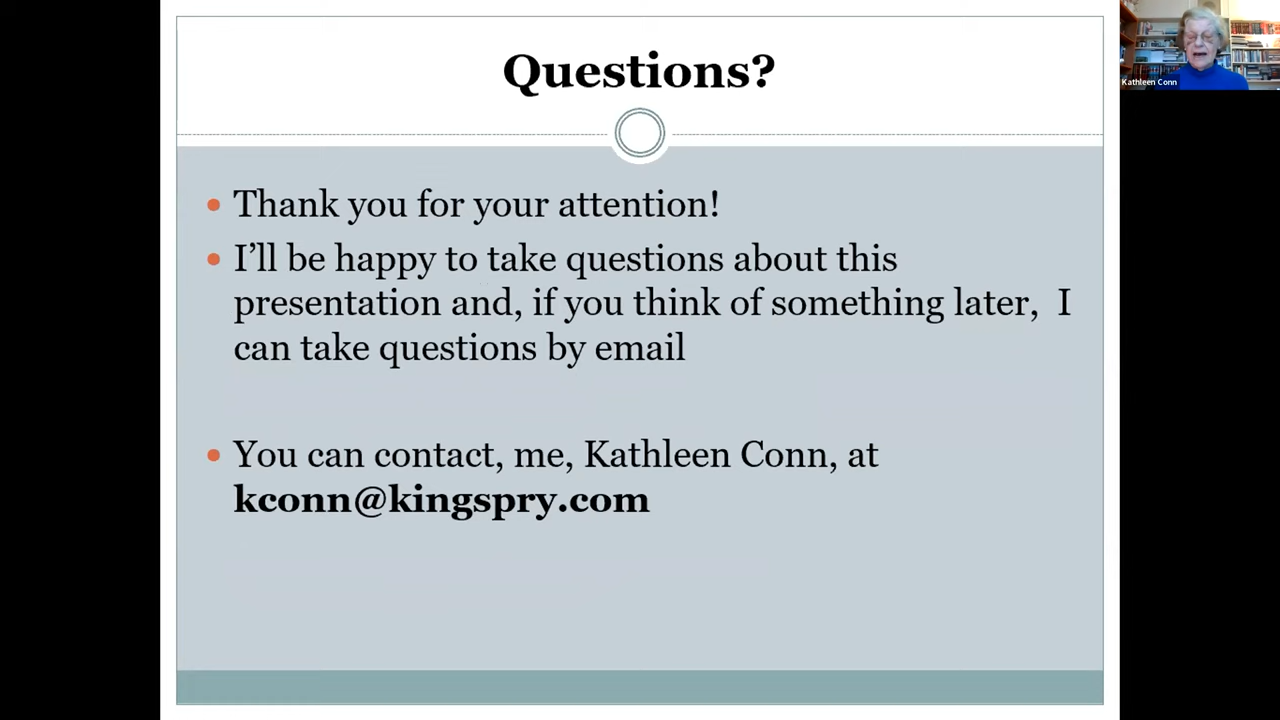 Questions?
Thank you for your attention!
I'll be happy to take questions about this
presentation and, if you think of something later,  I
can take questions by email
You can contact, me, Kathleen Conn, at
kconn@kingspry.com
Kathleen Conn